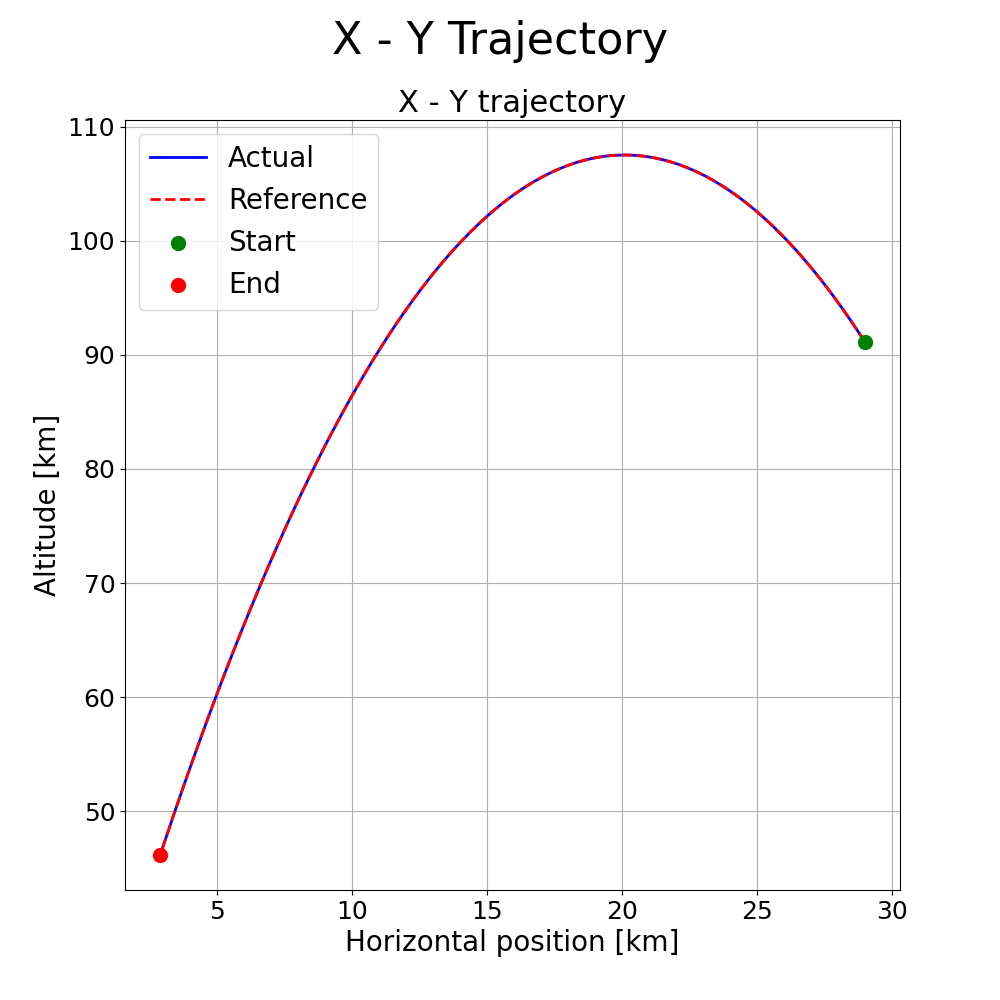 X - Y Trajectory
X - Y trajectory
Actual
Reference
Start
End
110
100
90
80
70
60
50
Altitude [km]
5 10 15 20 25 30
Horizontal position [km]